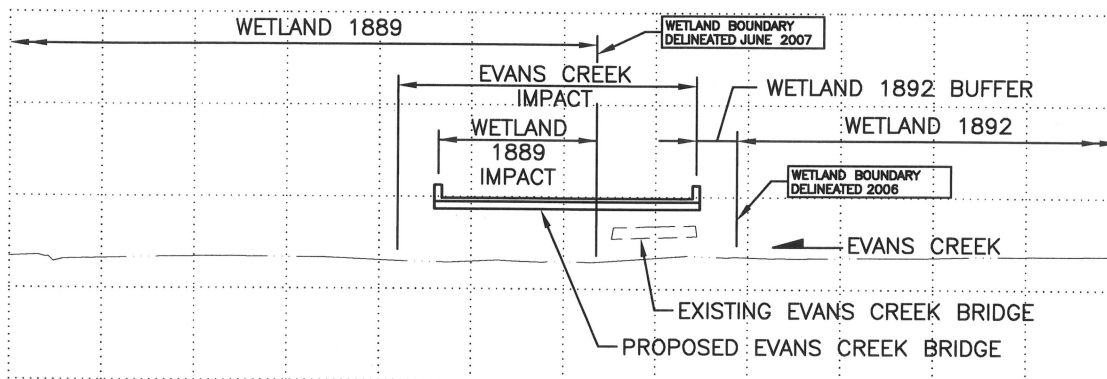 WETLAND 1889
WETLAND BOUNDARY
DELINEATED JUNE 2007
EVANS CREEK
IMPACT
WETLAND 1892 BUFFER
WETLAND
1889
IMPACT
WETLAND 1892
WETLAND BOUNDARY
DELINEATED 2006
EVANS CREEK
EXISTING EVANS CREEK BRIDGE
PROPOSED EVANS CREEK BRIDGE